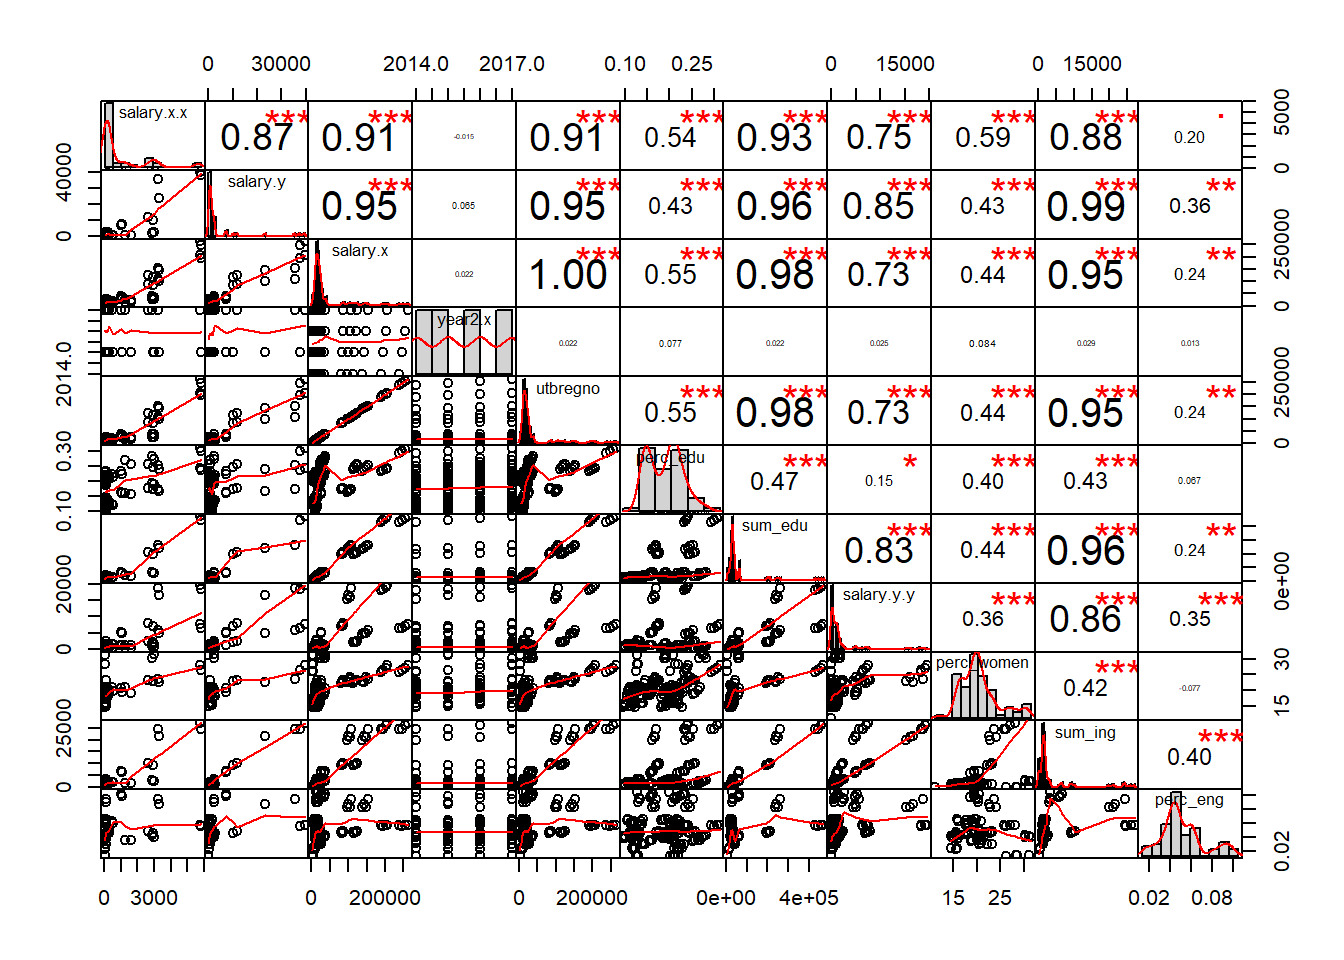 0 30000 2014.0 2017.0 0.10 0.25 0 15000 0 15000
salary.x.x 0.87 *** 0.91 *** -0.015 0.91 *** 0.54 *** 0.93 *** 0.75 *** 0.59 *** 0.88 *** 0.20 . 0 5000
0 40000 salary.y 0.95 *** 0.065 0.95 *** 0.43 *** 0.96 *** 0.85 *** 0.43 *** 0.99 *** 0.36 **
salary.x 0.022 1.00 *** 0.55 *** 0.98 *** 0.73 *** 0.44 *** 0.95 *** 0.24 ** 0 250000
2014.0 year2.x 0.022 0.077 0.022 0.025 0.084 0.029 0.013
utbregno 0.55 *** 0.98 *** 0.73 *** 0.44 *** 0.95 *** 0.24 ** 0 250000
0.10 0.30 perc_edu 0.47 *** 0.15 * 0.40 *** 0.43 *** 0.067
sum_edu 0.83 *** 0.44 *** 0.96 *** 0.24 ** 0e+00
0 20000 salary.y.y 0.36 *** 0.86 *** 0.35 ***
perc_women 0.42 *** -0.077 15 30
0 25000 sum_ing 0.40 ***
perc_eng 0.02
0 3000 0 200000 0 200000 0e+00 4e+05 15 25 0.02 0.08